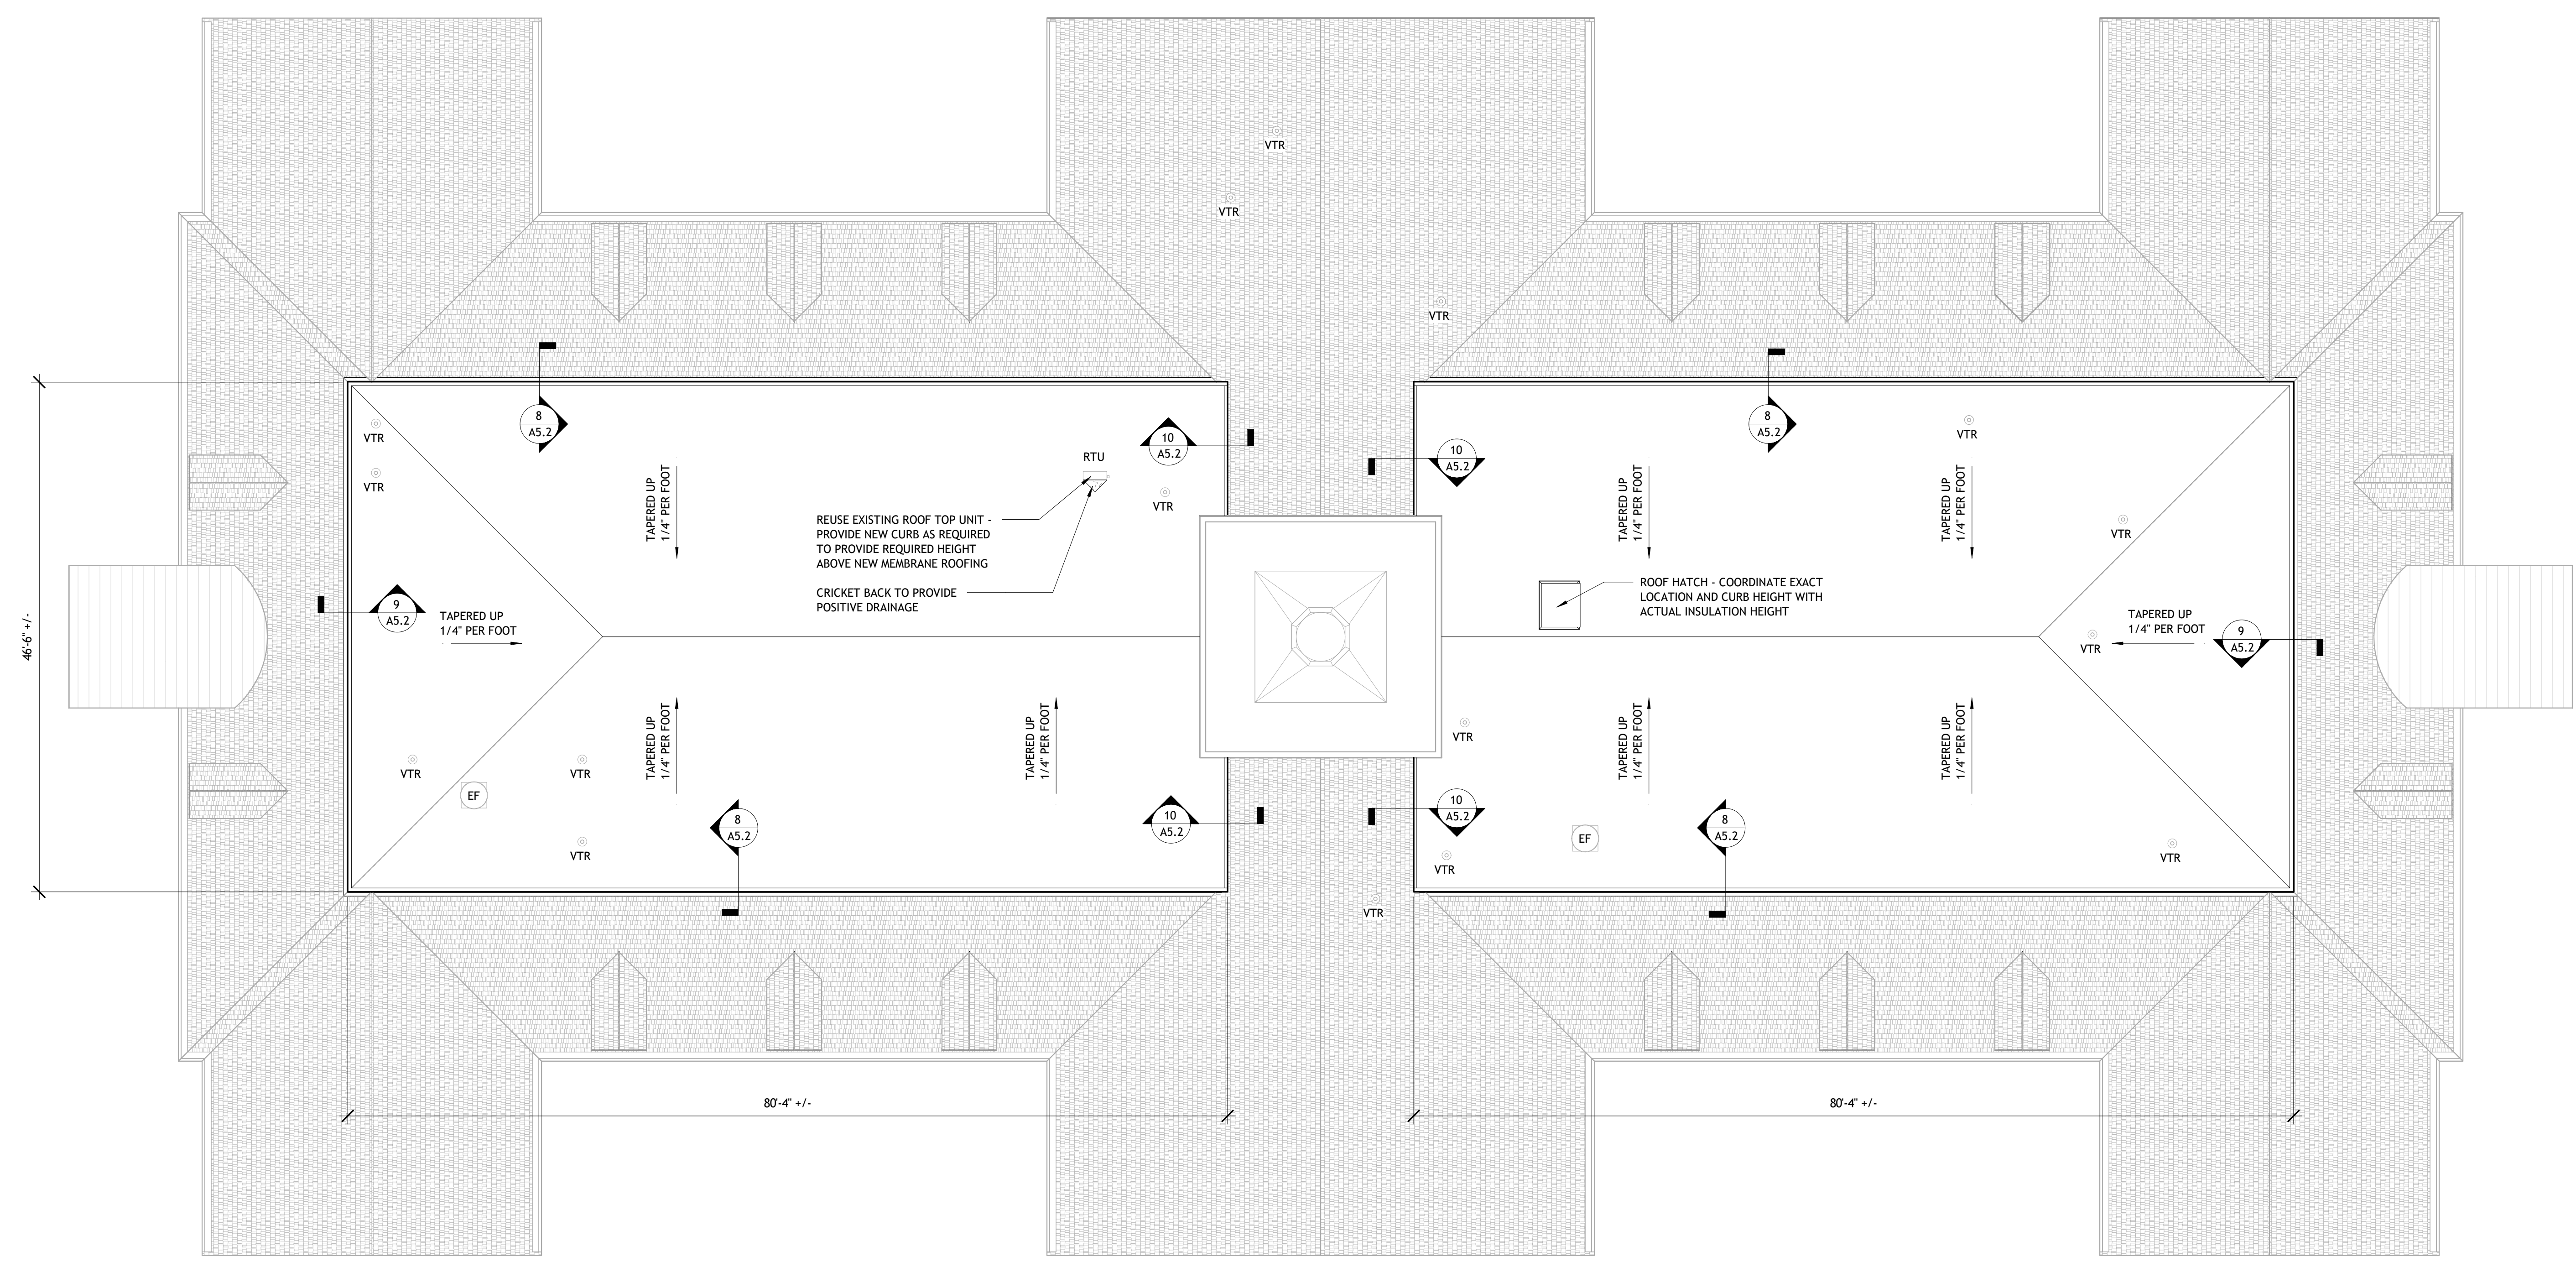 VTR
VTR
VTR
8
A5.2
8
A5.2
VTR
VTR
10
A5.2
10
A5.2
VTR
RTU
VTR
VTR
TAPERED UP
1/4" PER FOOT
TAPERED UP
1/4" PER FOOT
TAPERED UP
1/4" PER FOOT
REUSE EXISTING ROOF TOP UNIT -
PROVIDE NEW CURB AS REQUIRED
TO PROVIDE REQUIRED HEIGHT
ABOVE NEW MEMBRANE ROOFING
CRICKET BACK TO PROVIDE
POSITIVE DRAINAGE
ROOF HATCH - COORDINATE EXACT
LOCATION AND CURB HEIGHT WITH
ACTUAL INSULATION HEIGHT
9
A5.2
TAPERED UP
1/4" PER FOOT
46'-6" +/-
VTR
TAPERED UP
1/4" PER FOOT
9
A5.2
TAPERED UP
1/4" PER FOOT
TAPERED UP
1/4" PER FOOT
TAPERED UP
1/4" PER FOOT
TAPERED UP
1/4" PER FOOT
VTR
VTR
VTR
EF
8
A5.2
10
A5.2
10
A5.2
8
A5.2
EF
VTR
VTR
VTR
VTR
80'-4" +/-
80'-4" +/-